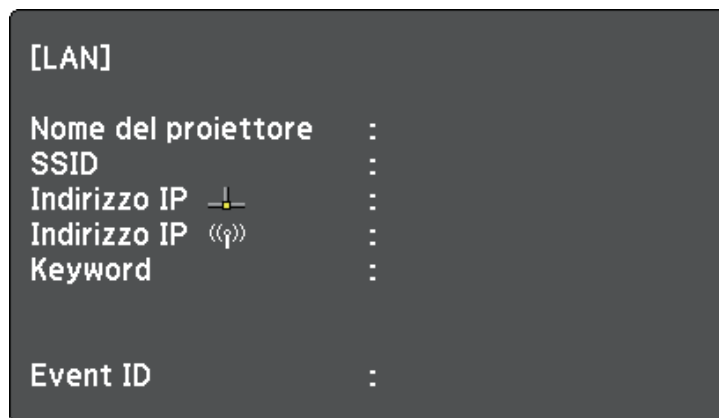 [LAN]
Nome del proiettore :
SSID :
Indirizzo IP :
Indirizzo IP :
Keyword :
Event ID :